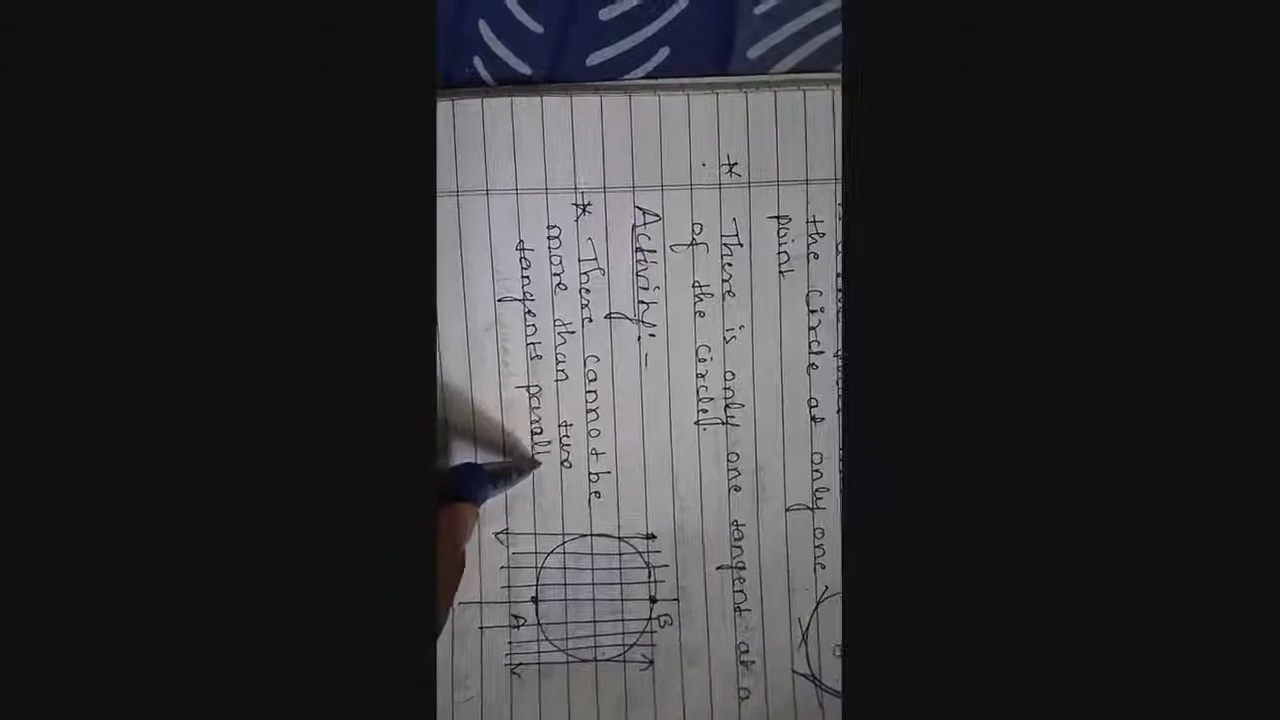 the circle at only one
point
* There is only one tangent at a
of the circle.
Activity:-
* There cannot be
more than two
tangents parall
B
A